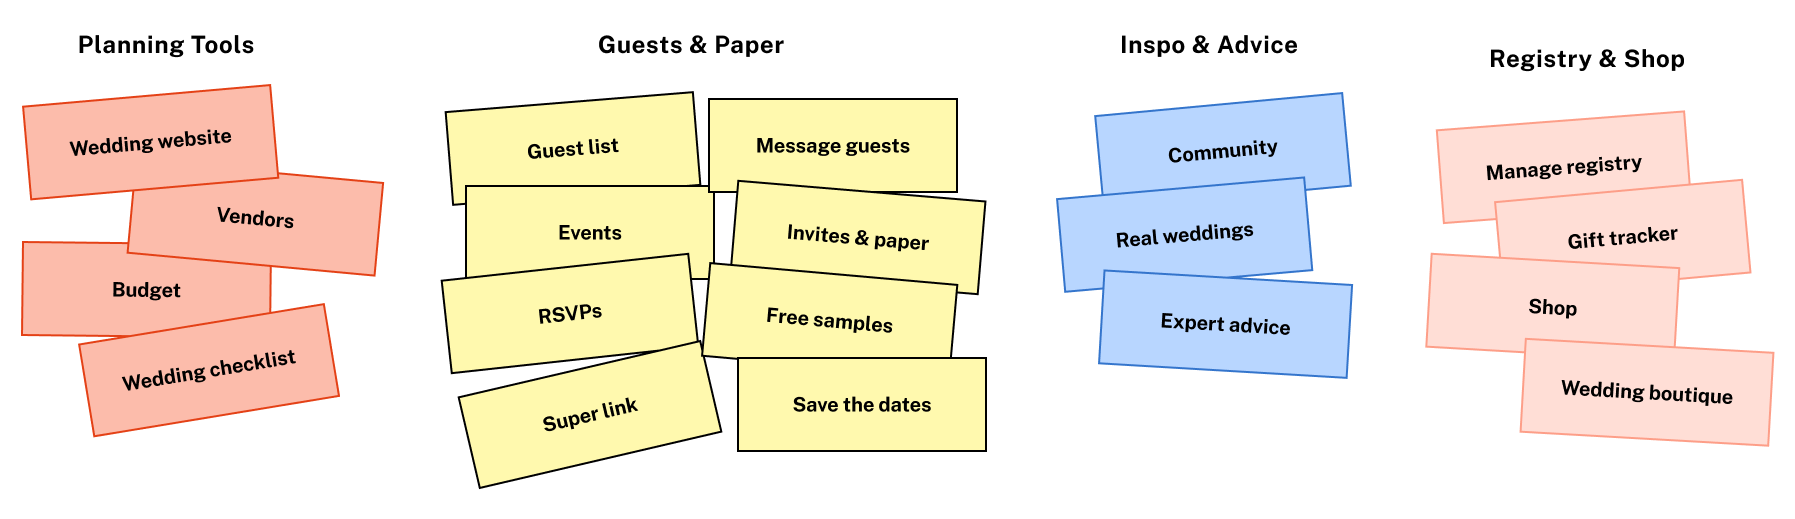 Planning Tools
Wedding website
Vendors
Budget
Wedding checklist
Guests & Paper
Guest list
Message guests
Events
Invites & paper
RSVPs
Free samples
Super link
Save the dates
Inspo & Advice
Community
Real weddings
Expert advice
Registry & Shop
Manage registry
Gift tracker
Shop
Wedding boutique